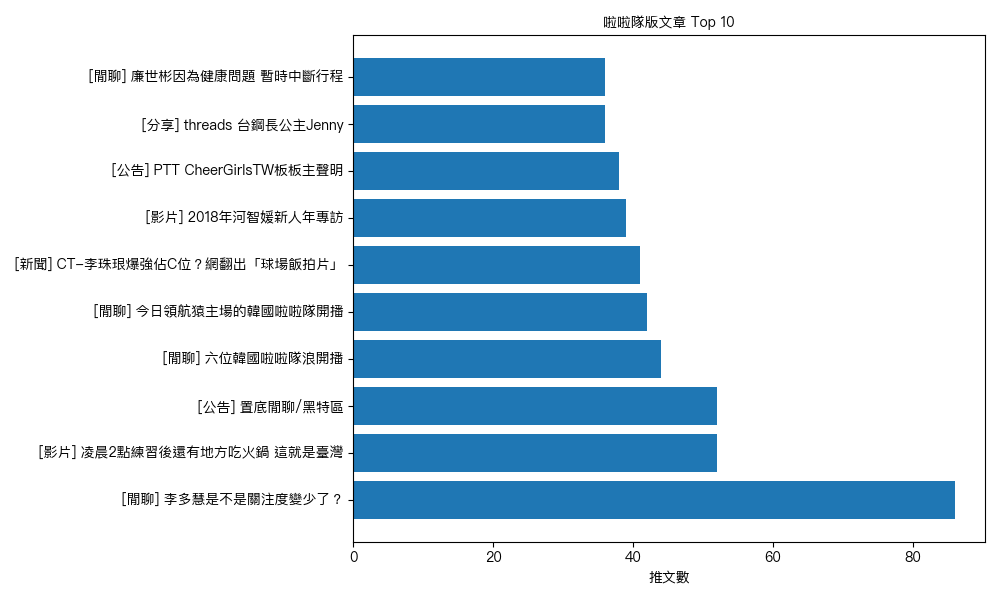 啦啦隊版文章 Top 10
[閒聊] 廉世彬因為健康問題 暫時中斷行程
[分享] threads 台鋼長公主Jenny
[公告] PTT CheerGirlsTW板板主聲明
[影片] 2018年河智媛新人年專訪
[新聞] CT-李珠珢爆強佔C位？網翻出「球場飯拍片」
[閒聊] 今日領航猿主場的韓國啦啦隊開播
[閒聊] 六位韓國啦啦隊浪開播
[公告] 置底閒聊/黑特區
[影片] 凌晨2點練習後還有地方吃火鍋 這就是臺灣
[閒聊] 李多慧是不是關注度變少了？
0 20 40 60 80
推文數